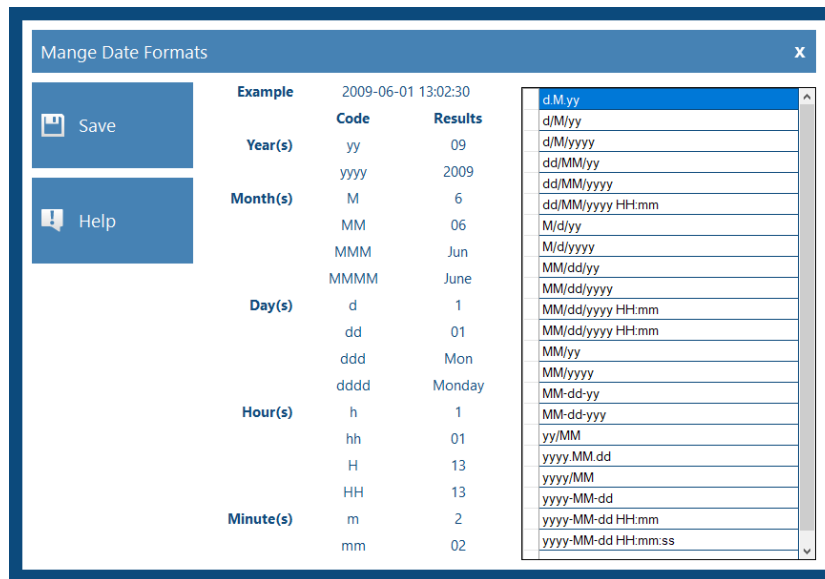 Mange Date Formats x
Save
Help
Example 2009-06-01 13:02:30
Code Results
Year(s) yy 09
yyyy 2009
Month(s) M 6
MM 06
MMM Jun
MMMM June
Day(s) d 1
dd 01
ddd Mon
dddd Monday
Hour(s) h 1
hh 01
H 13
HH 13
Minute(s) m 2
mm 02
d.M.yy
d/M/yy
d/M/yyyy
dd/MM/yy
dd/MM/yyyy
dd/MM/yyyy HH:mm
M/d/yy
M/d/yyyy
MM/dd/yy
MM/dd/yyyy
MM/dd/yyyy HH:mm
MM/dd/yyyy HH:mm
MM/yy
MM/yyyy
MM-dd-yy
MM-dd-yyy
yy/MM
yyyy.MM.dd
yyyy/MM
yyyy-MM-dd
yyyy-MM-dd HH:mm
yyyy-MM-dd HH:mm:ss